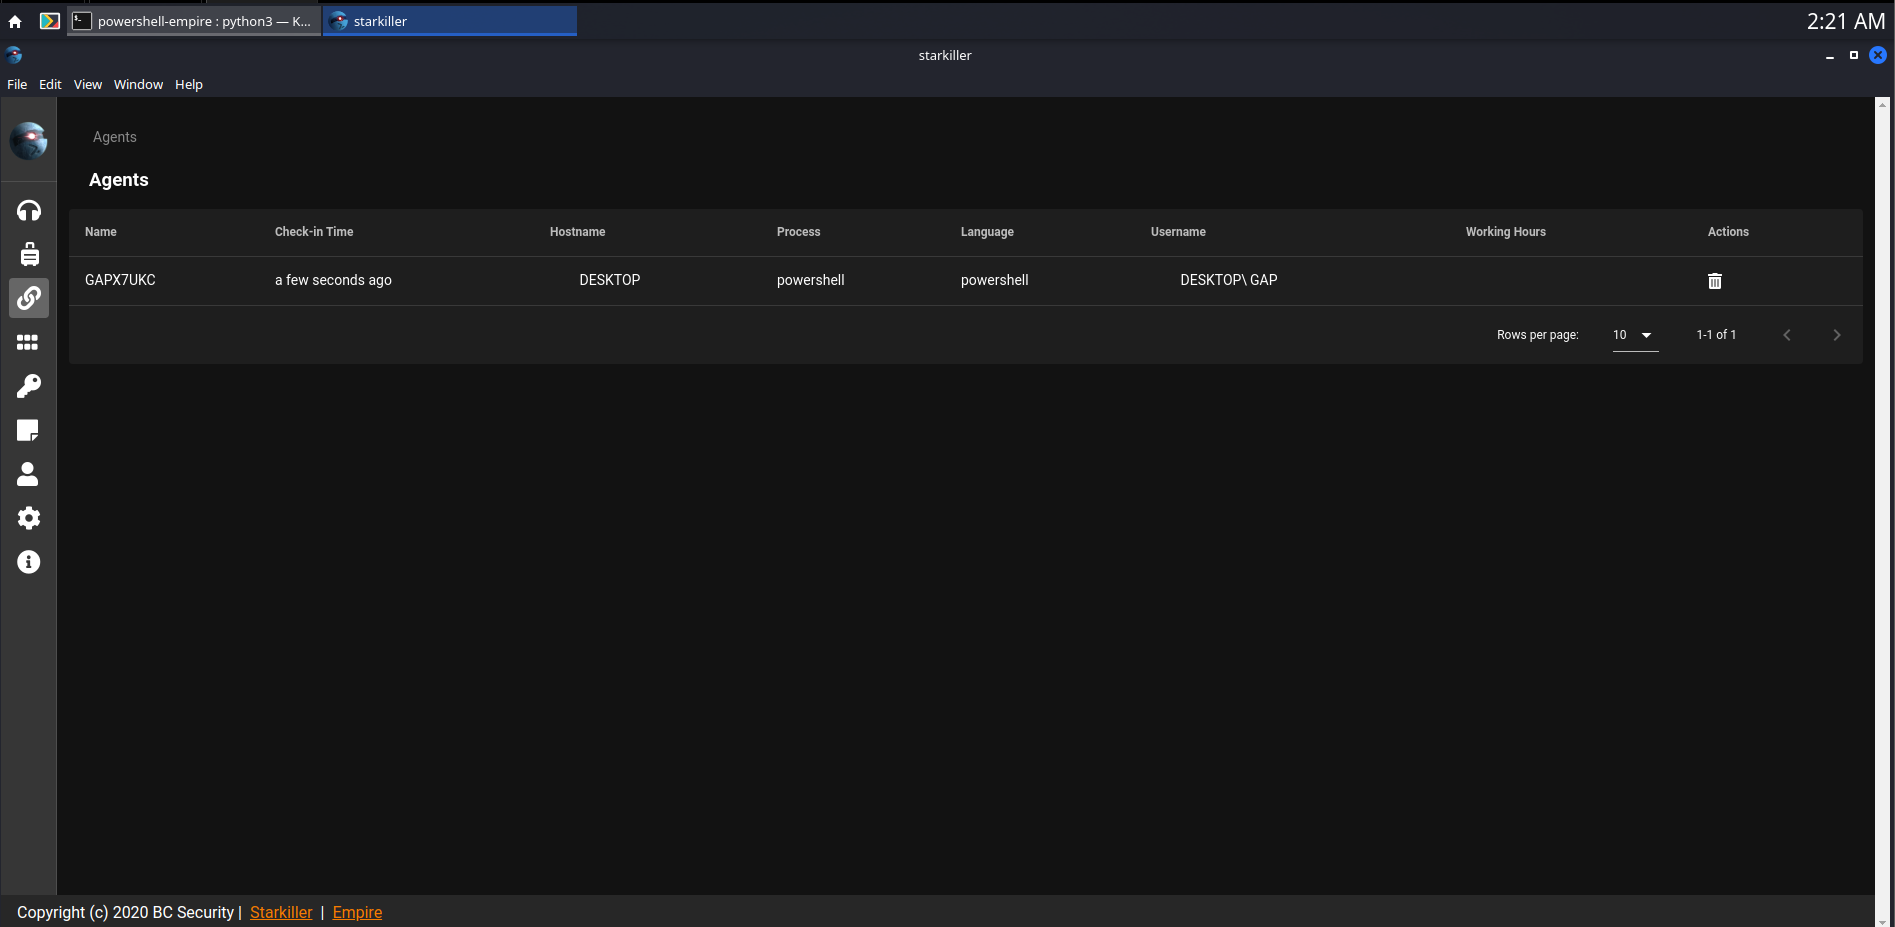 powershell-empire : python3 — K... starkiller 2:21 AM
starkiller
File Edit View Window Help
Agents
Agents
Name Check-in Time Hostname Process Language Username Working Hours Actions
GAPX7UKC a few seconds ago DESKTOP powershell powershell DESKTOP\ GAP
Rows per page: 10 1-1 of 1
Copyright (c) 2020 BC Security | Starkiller | Empire